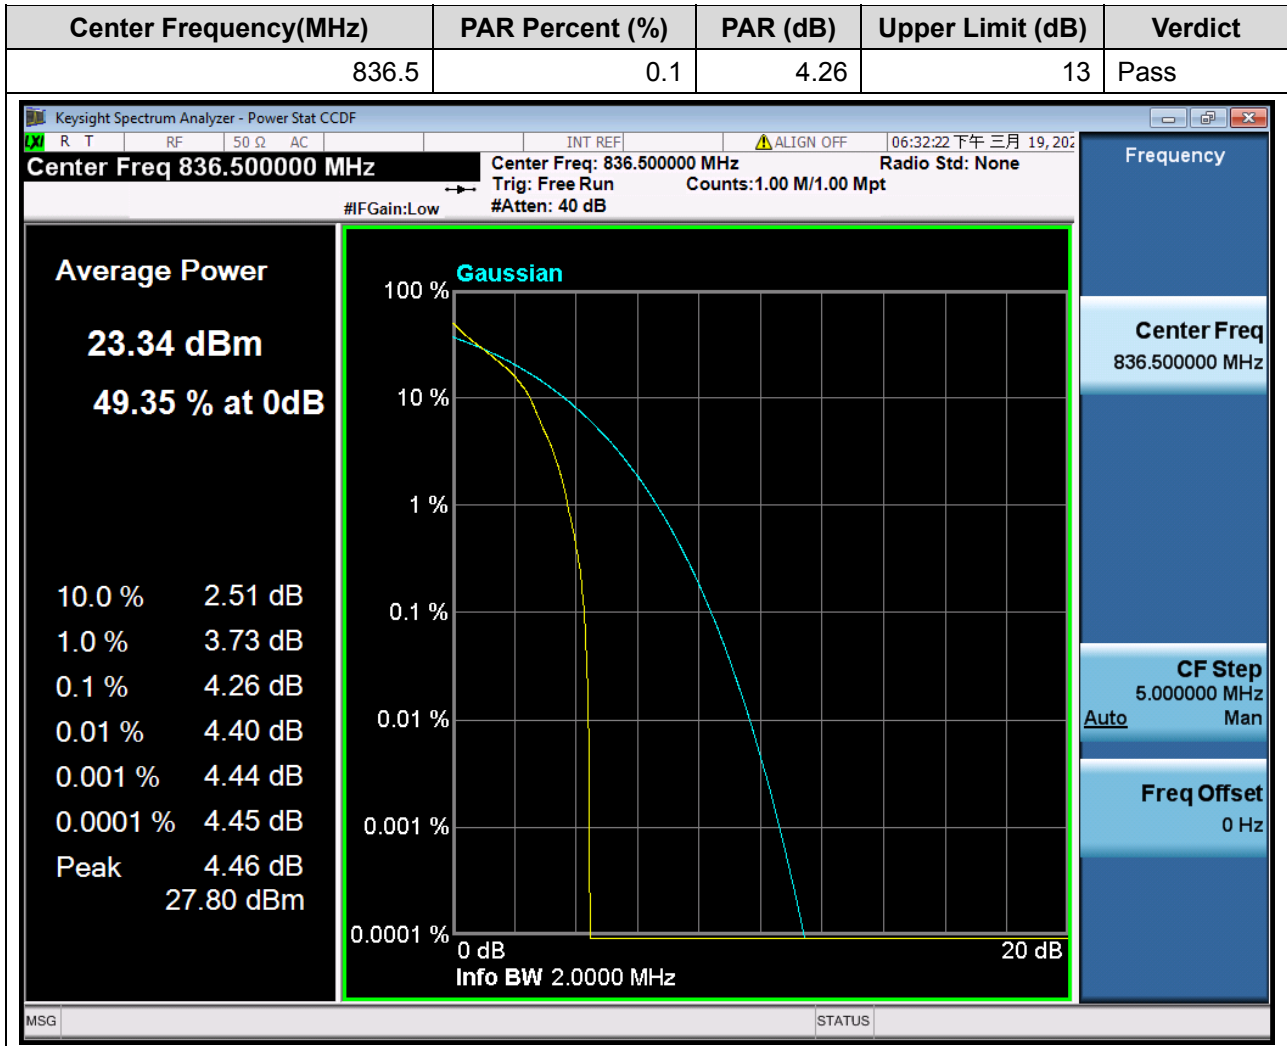 Center Frequency(MHz) PAR Percent (%) PAR (dB) Upper Limit (dB) Verdict
836.5 0.1 4.26 13 Pass
Keysight Spectrum Analyzer - Power Stat CCDF
LXI R T RF 50 Ω AC INT REF ALIGN OFF 06:32:22 下午 三月 19, 202
Center Freq 836.500000 MHz
Center Freq: 836.500000 MHz Radio Std: None
Trig: Free Run Counts:1.00 M/1.00 Mpt
#IFGain:Low #Atten: 40 dB
Average Power
23.34 dBm
49.35 % at 0dB
10.0 % 2.51 dB
1.0 % 3.73 dB
0.1 % 4.26 dB
0.01 % 4.40 dB
0.001 % 4.44 dB
0.0001 % 4.45 dB
Peak 4.46 dB
27.80 dBm
Gaussian
100 %
10 %
1 %
0.1 %
0.01 %
0.001 %
0.0001 %
0 dB 20 dB
Info BW 2.0000 MHz
Frequency
Center Freq
836.500000 MHz
CF Step
5.000000 MHz
Auto Man
Freq Offset
0 Hz
MSG STATUS